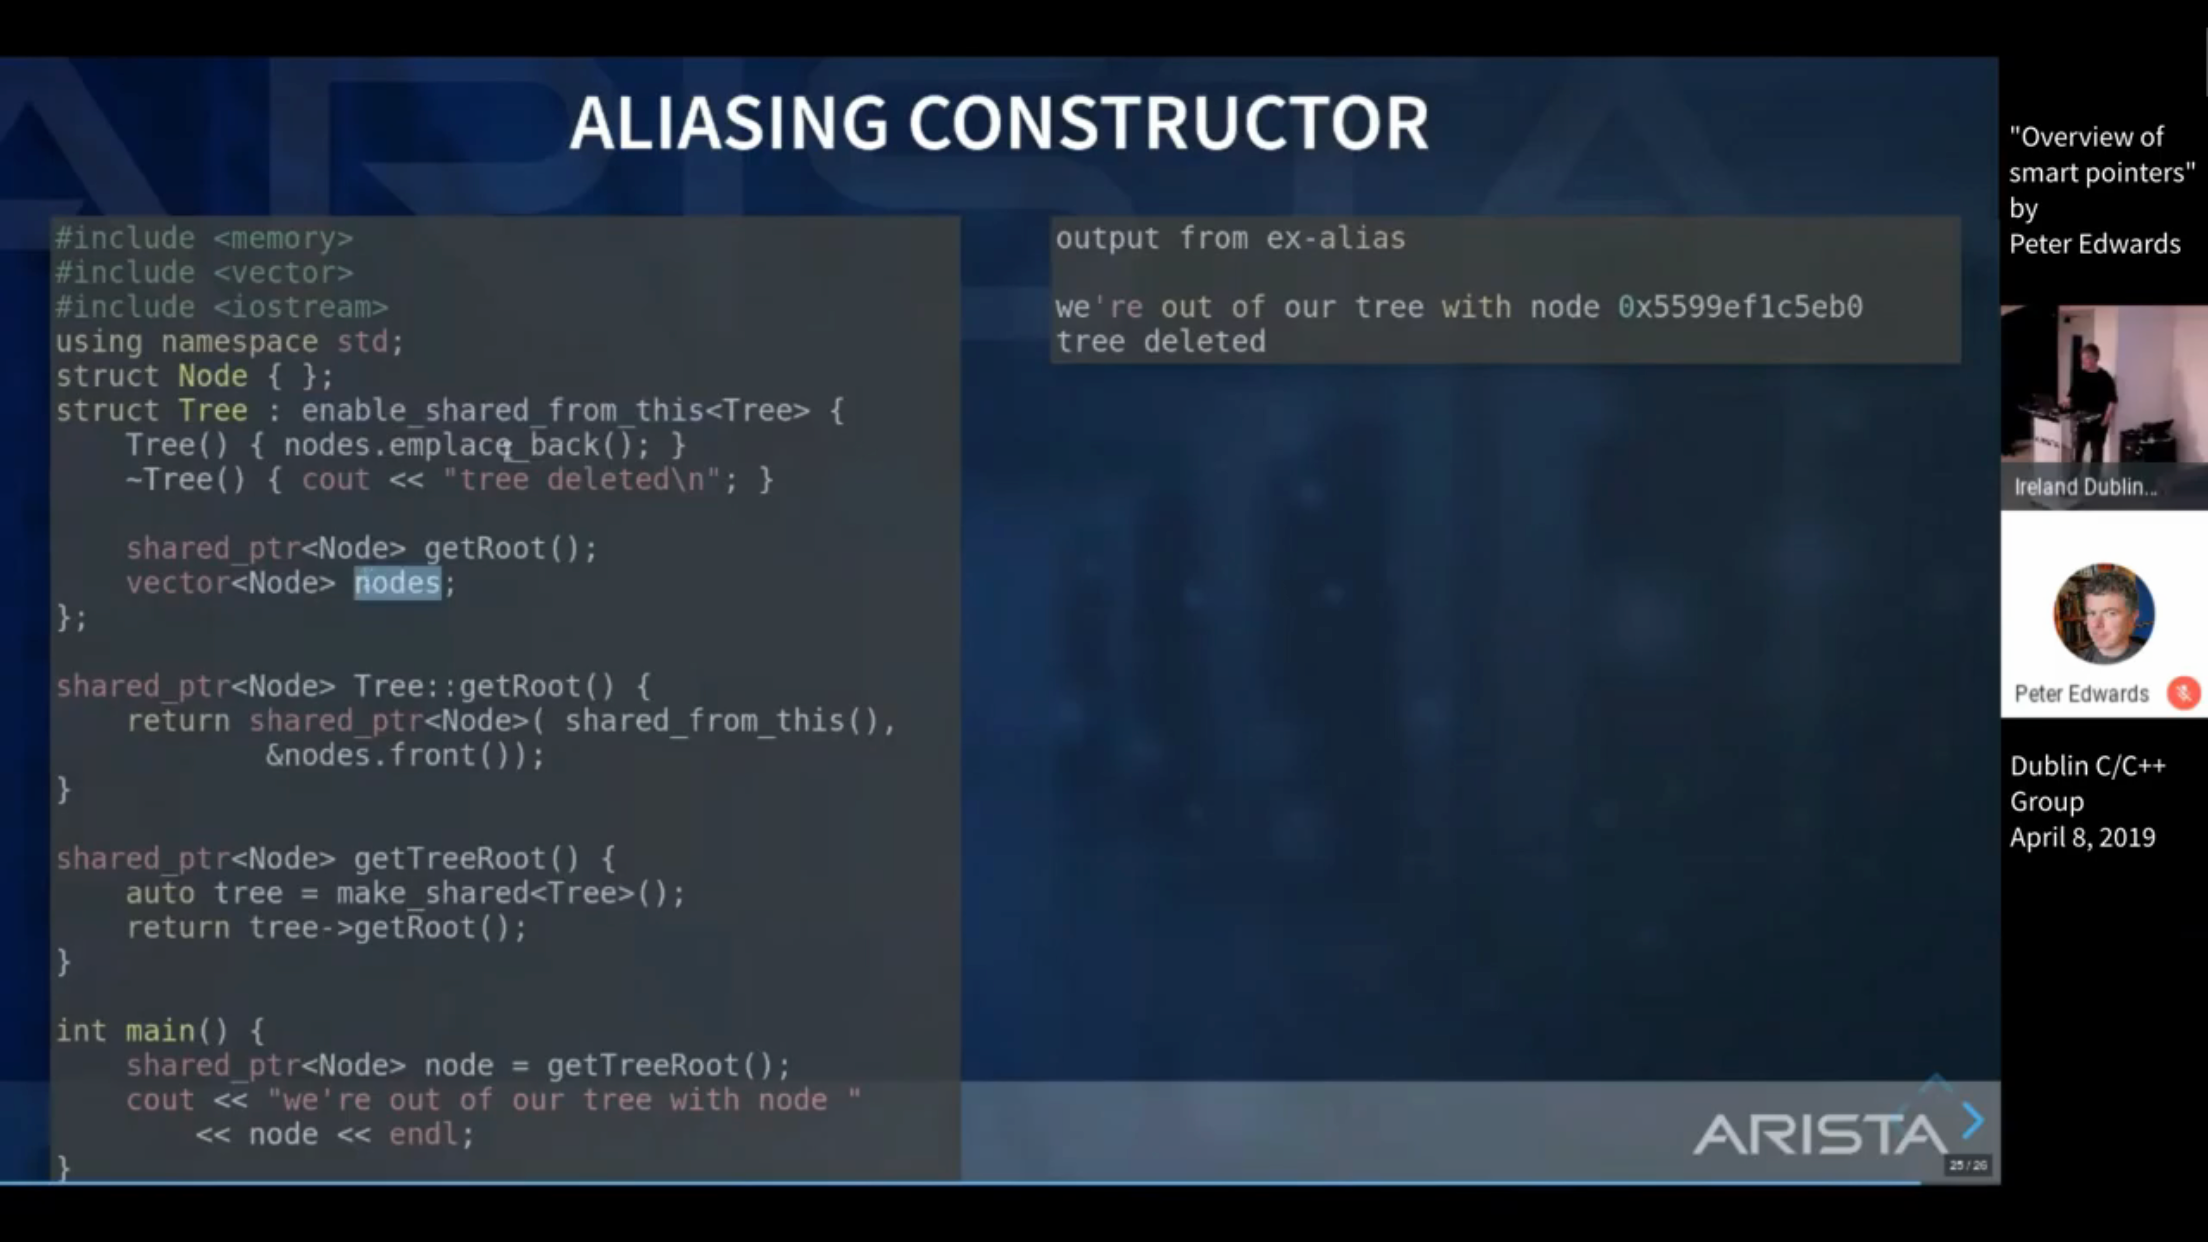 ALIASING CONSTRUCTOR
#include <memory>
#include <vector>
#include <iostream>
using namespace std;
struct Node { };
struct Tree : enable_shared_from_this<Tree> {
    Tree() { nodes.emplace_back(); }
    ~Tree() { cout << "tree deleted\n"; }
    shared_ptr<Node> getRoot();
    vector<Node> nodes;
};
shared_ptr<Node> Tree::getRoot() {
    return shared_ptr<Node>( shared_from_this(),
            &nodes.front());
}
shared_ptr<Node> getTreeRoot() {
    auto tree = make_shared<Tree>();
    return tree->getRoot();
}
int main() {
    shared_ptr<Node> node = getTreeRoot();
    cout << "we're out of our tree with node "
        << node << endl;
}
output from ex-alias
we're out of our tree with node 0x5599ef1c5eb0
tree deleted
ARISTA
25 / 26
"Overview of
smart pointers"
by
Peter Edwards
Ireland Dublin...
Peter Edwards
Dublin C/C++
Group
April 8, 2019